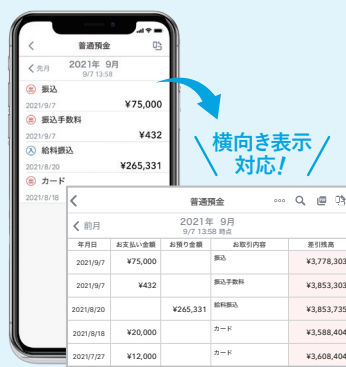 普通預金
先月
2021年 9月
9/7 13:58
出 振込
2021/9/7 ¥75,000
出 振込手数料
2021/9/7 ¥432
入 給料振込
2021/8/20 ¥265,331
出 カード
2021/8/18
横向き表示
対応!
普通預金
前月
2021年 9月
9/7 13:58 時点
年月日 お支払い金額 お預り金額 お取引内容 差引残高
2021/9/7 ¥75,000 振込 ¥3,778,303
2021/9/7 ¥432 振込手数料 ¥3,853,303
2021/8/20 ¥265,331 給料振込 ¥3,853,735
2021/8/18 ¥20,000 カード ¥3,588,404
2021/7/27 ¥12,000 カード ¥3,608,404